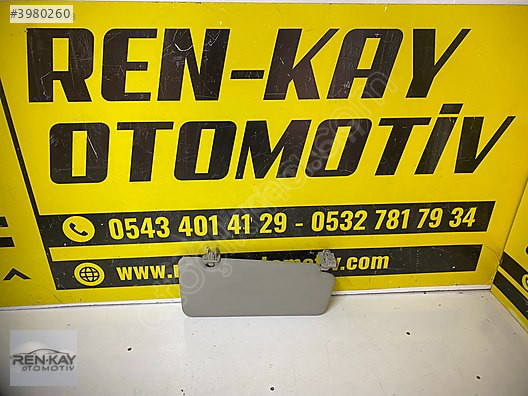 #3980260
REN-KAY
OTOMOTİV
0543 401 41 29 - 0532 781 79 34
www.
.com
REN-KAY
OTOMOTİV